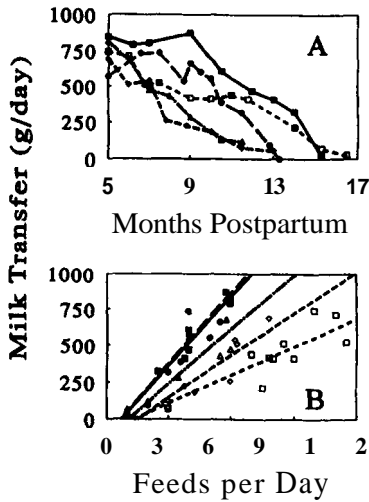 Milk Transfer (g/day)
1000
750
500
250
0
A
5 9 13 17
Months Postpartum
1000
750
500
250
0
B
0 3 6 9 1 2
Feeds per Day